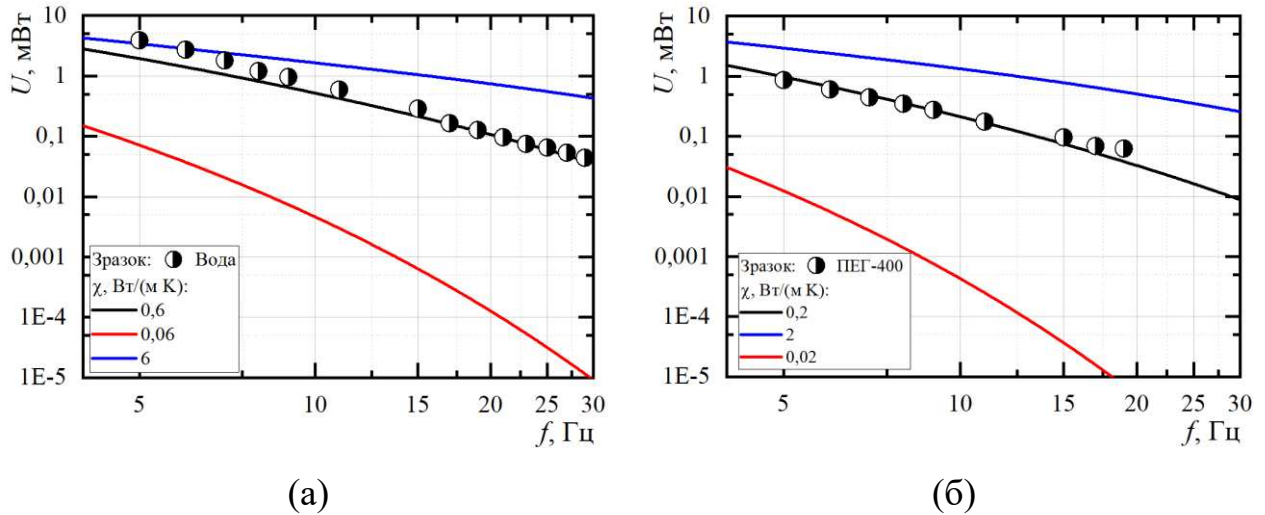 10
1
0,1
0,01
0,001
1E-4
1E-5
U, мВт
Зразок: Вода
χ, Вт/(м K):
0,6
0,06
6
5 10 15 20 25 30
f, Гц
(а)
10
1
0,1
0,01
0,001
1E-4
1E-5
U, мВт
Зразок: ПЕГ-400
χ, Вт/(м K):
0,2
2
0,02
5 10 15 20 25 30
f, Гц
(б)